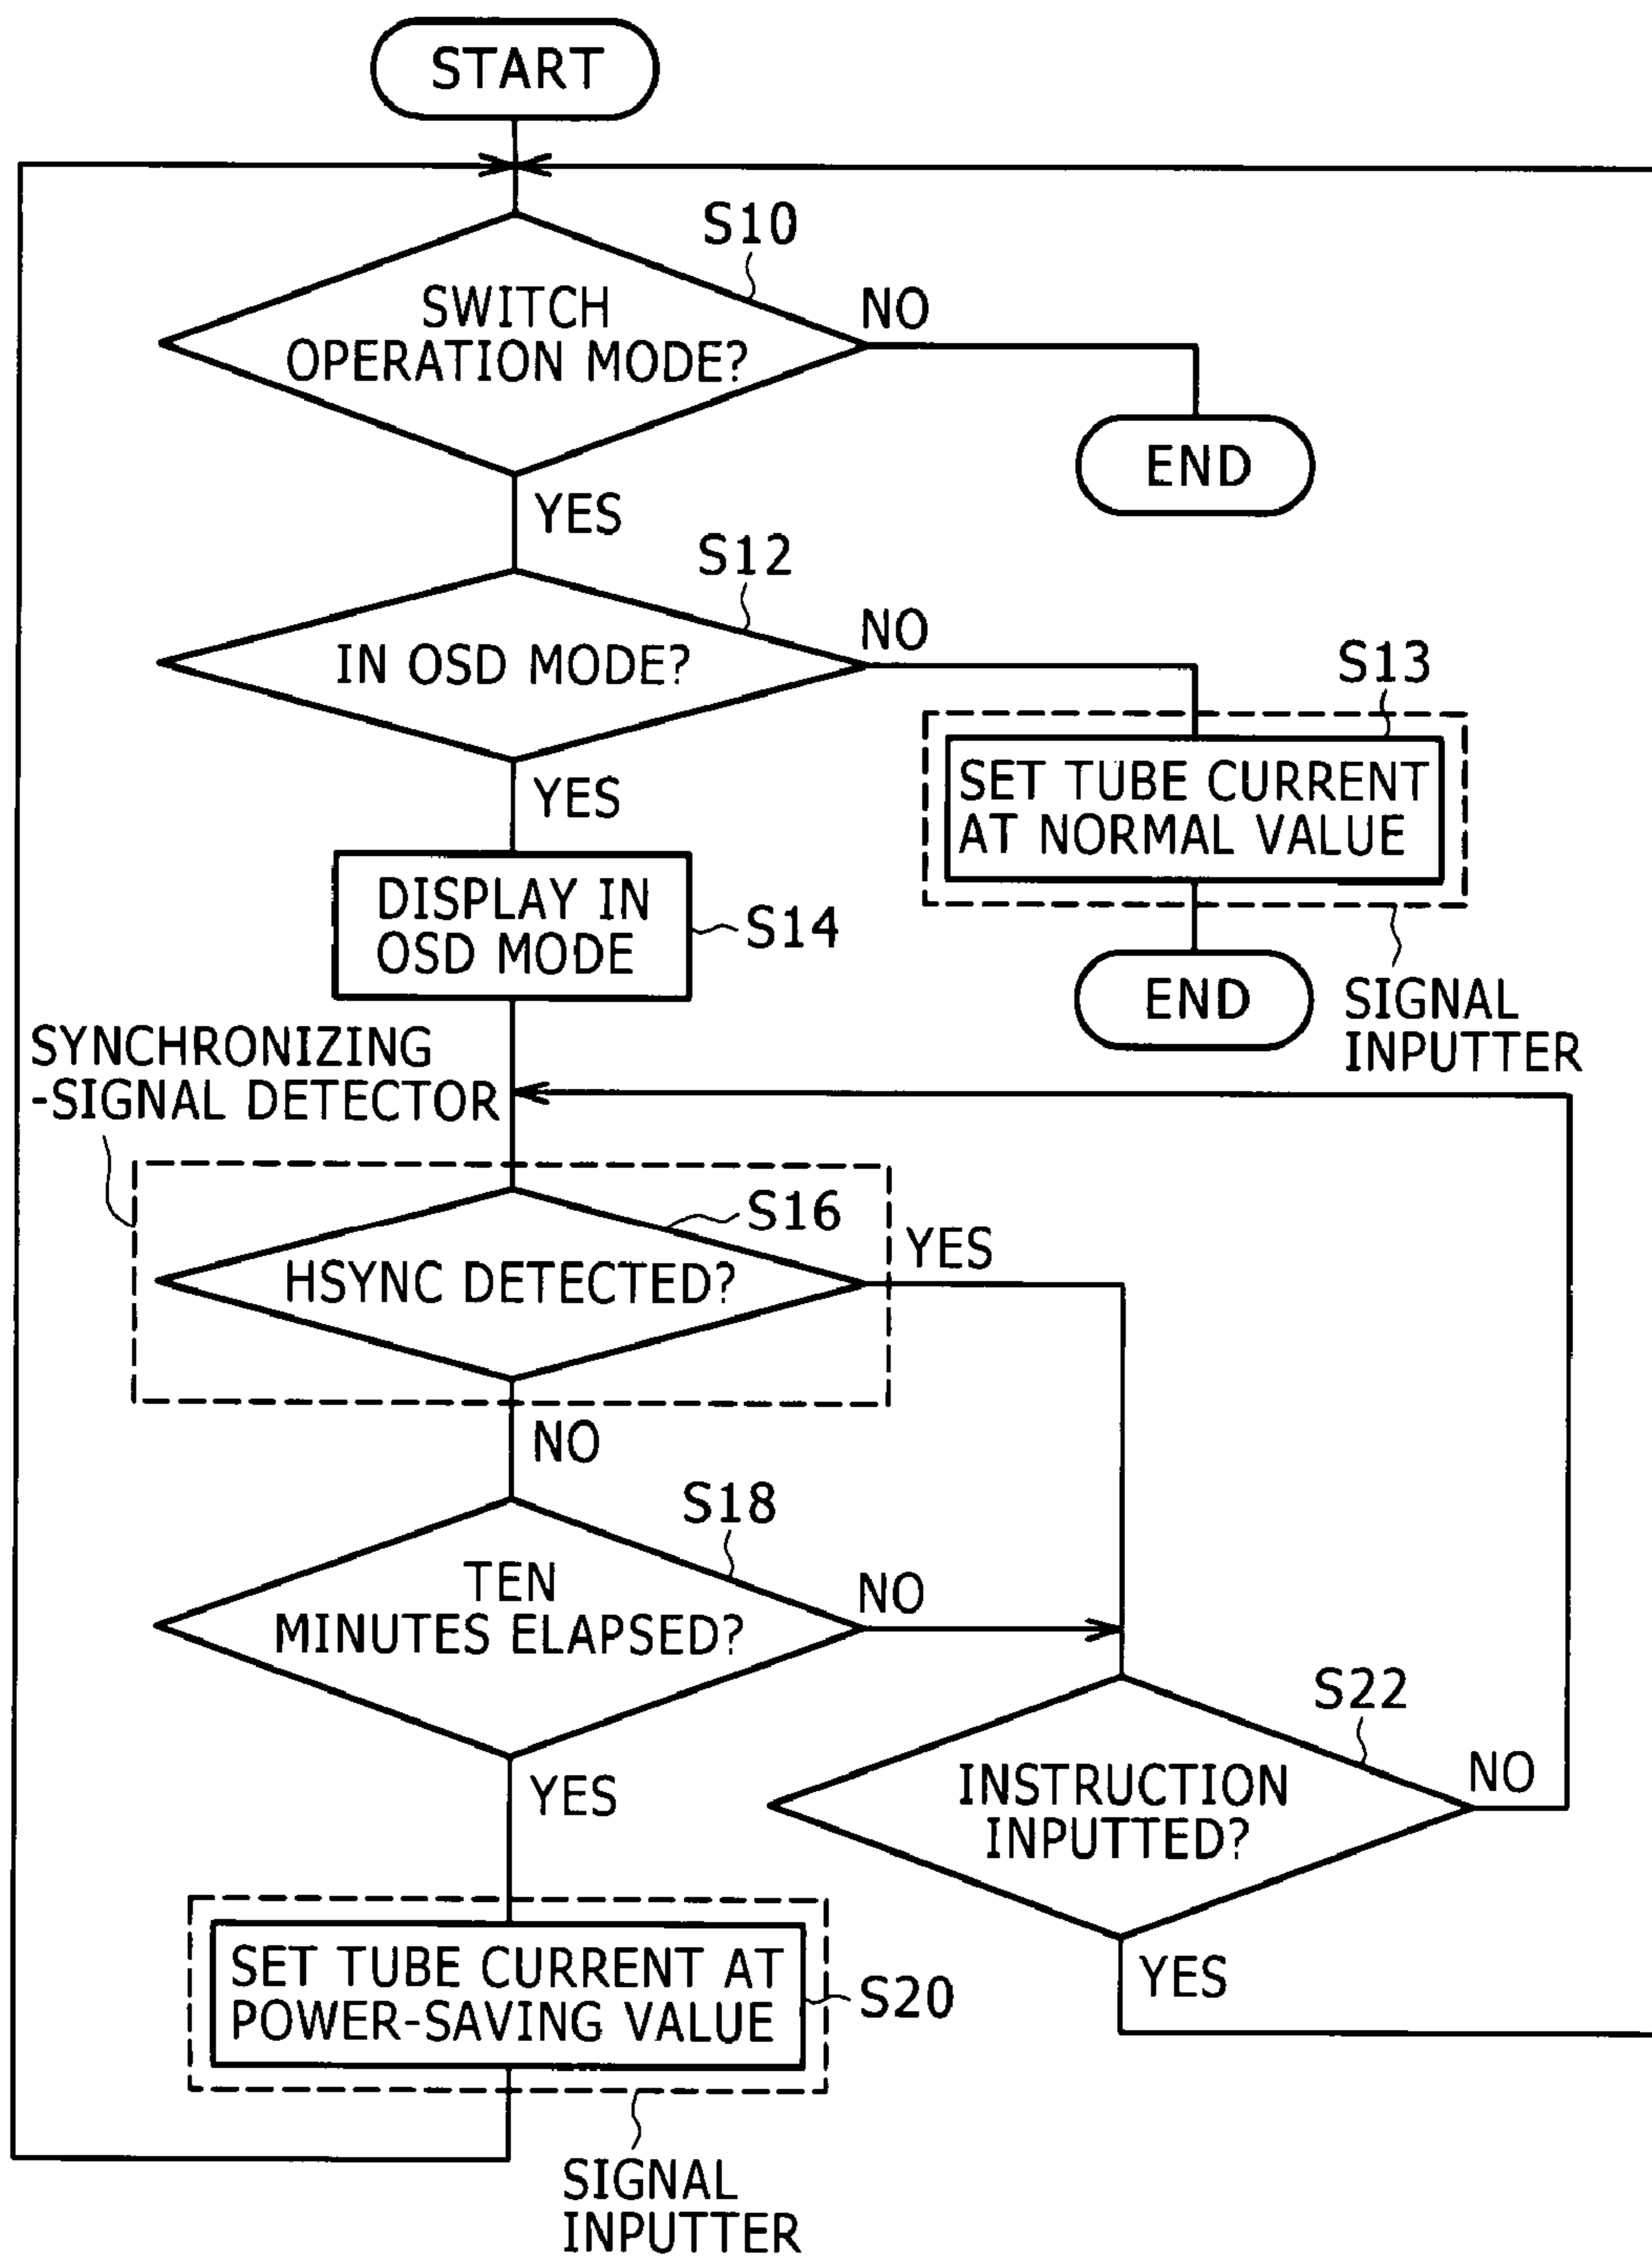 START
S10
SWITCH
OPERATION MODE?
NO
END
YES
S12
IN OSD MODE?
NO
S13
SET TUBE CURRENT
AT NORMAL VALUE
YES
DISPLAY IN
OSD MODE
S14
END
SIGNAL
INPUTTER
SYNCHRONIZING
-SIGNAL DETECTOR
S16
HSYNC DETECTED?
YES
NO
S18
TEN
MINUTES ELAPSED?
NO
S22
INSTRUCTION
INPUTTED?
NO
YES
YES
SET TUBE CURRENT AT
POWER-SAVING VALUE
S20
SIGNAL
INPUTTER